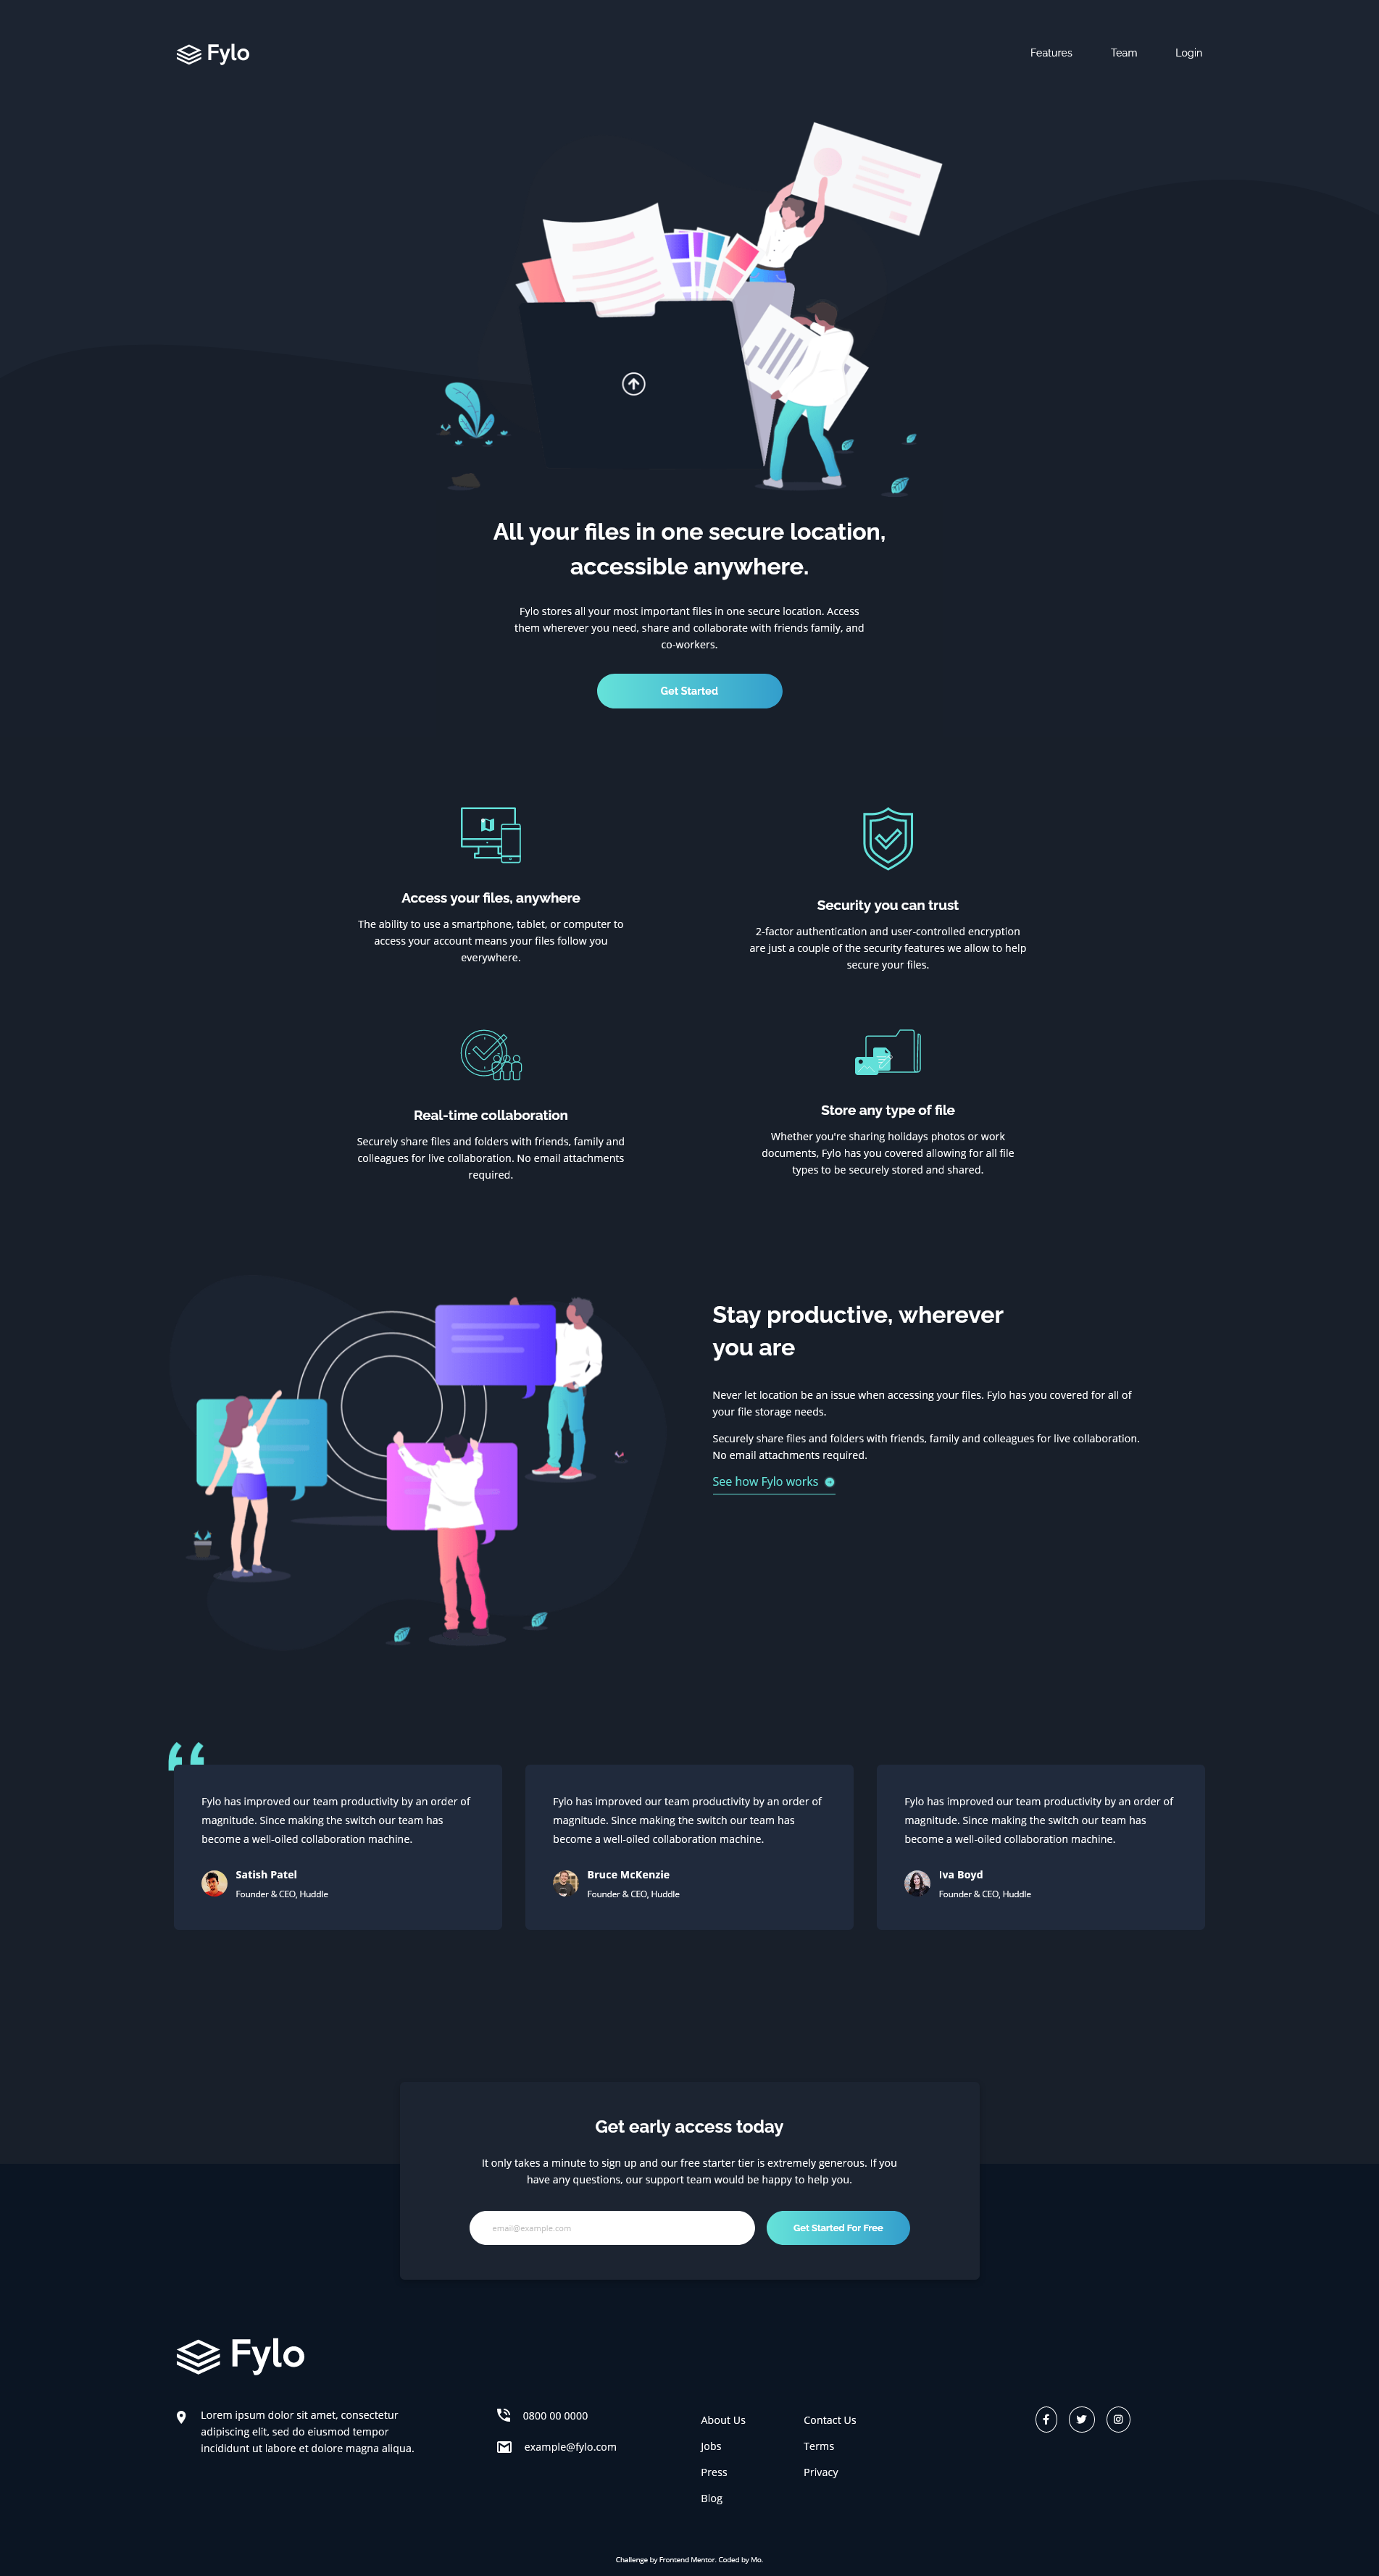 Fylo
Features Team Login
All your files in one secure location,
accessible anywhere.
Fylo stores all your most important files in one secure location. Access
them wherever you need, share and collaborate with friends family, and
co-workers.
Get Started
Access your files, anywhere
The ability to use a smartphone, tablet, or computer to
access your account means your files follow you
everywhere.
Security you can trust
2-factor authentication and user-controlled encryption
are just a couple of the security features we allow to help
secure your files.
Real-time collaboration
Securely share files and folders with friends, family and
colleagues for live collaboration. No email attachments
required.
Store any type of file
Whether you're sharing holidays photos or work
documents, Fylo has you covered allowing for all file
types to be securely stored and shared.
Stay productive, wherever
you are
Never let location be an issue when accessing your files. Fylo has you covered for all of
your file storage needs.
Securely share files and folders with friends, family and colleagues for live collaboration.
No email attachments required.
See how Fylo works
Fylo has improved our team productivity by an order of
magnitude. Since making the switch our team has
become a well-oiled collaboration machine.
Satish Patel
Founder & CEO, Huddle
Fylo has improved our team productivity by an order of
magnitude. Since making the switch our team has
become a well-oiled collaboration machine.
Bruce McKenzie
Founder & CEO, Huddle
Fylo has improved our team productivity by an order of
magnitude. Since making the switch our team has
become a well-oiled collaboration machine.
Iva Boyd
Founder & CEO, Huddle
Get early access today
It only takes a minute to sign up and our free starter tier is extremely generous. If you
have any questions, our support team would be happy to help you.
email@example.com
Get Started For Free
Fylo
Lorem ipsum dolor sit amet, consectetur
adipiscing elit, sed do eiusmod tempor
incididunt ut labore et dolore magna aliqua.
0800 00 0000
example@fylo.com
About Us
Jobs
Press
Blog
Contact Us
Terms
Privacy
Challenge by Frontend Mentor. Coded by Mo.